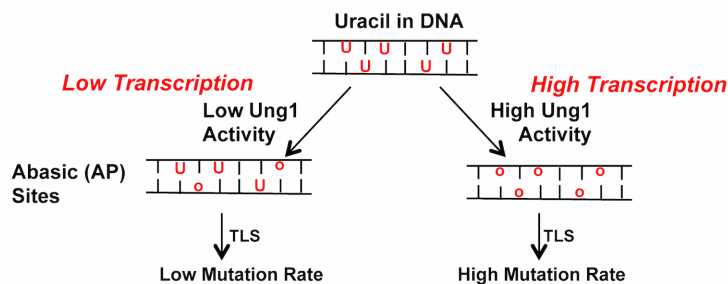 Uracil in DNA
U U U
U U
Low Transcription
High Transcription
Low Ung1
Activity
High Ung1
Activity
Abasic (AP)
Sites
U U o
o U
o o o
o o
TLS
TLS
Low Mutation Rate
High Mutation Rate